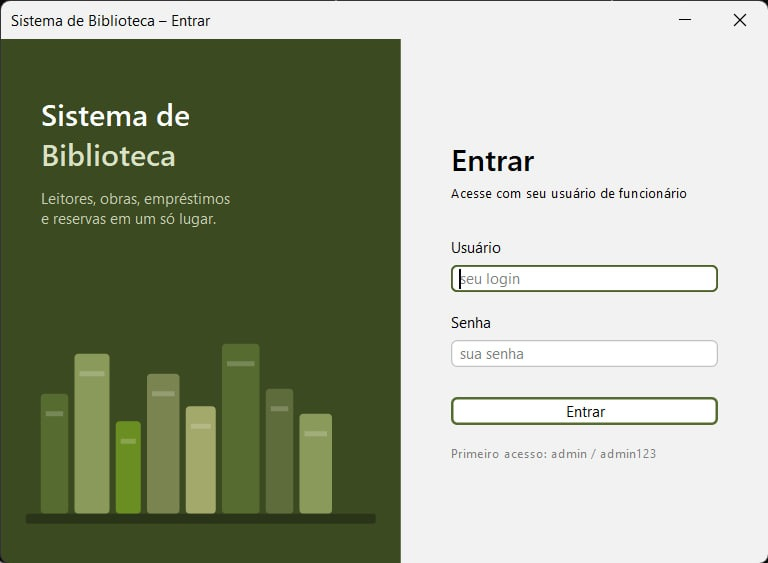 Sistema de Biblioteca – Entrar
Sistema de
Biblioteca
Leitores, obras, empréstimos
e reservas em um só lugar.
Entrar
Acesse com seu usuário de funcionário
Usuário
seu login
Senha
sua senha
Entrar
Primeiro acesso: admin / admin123